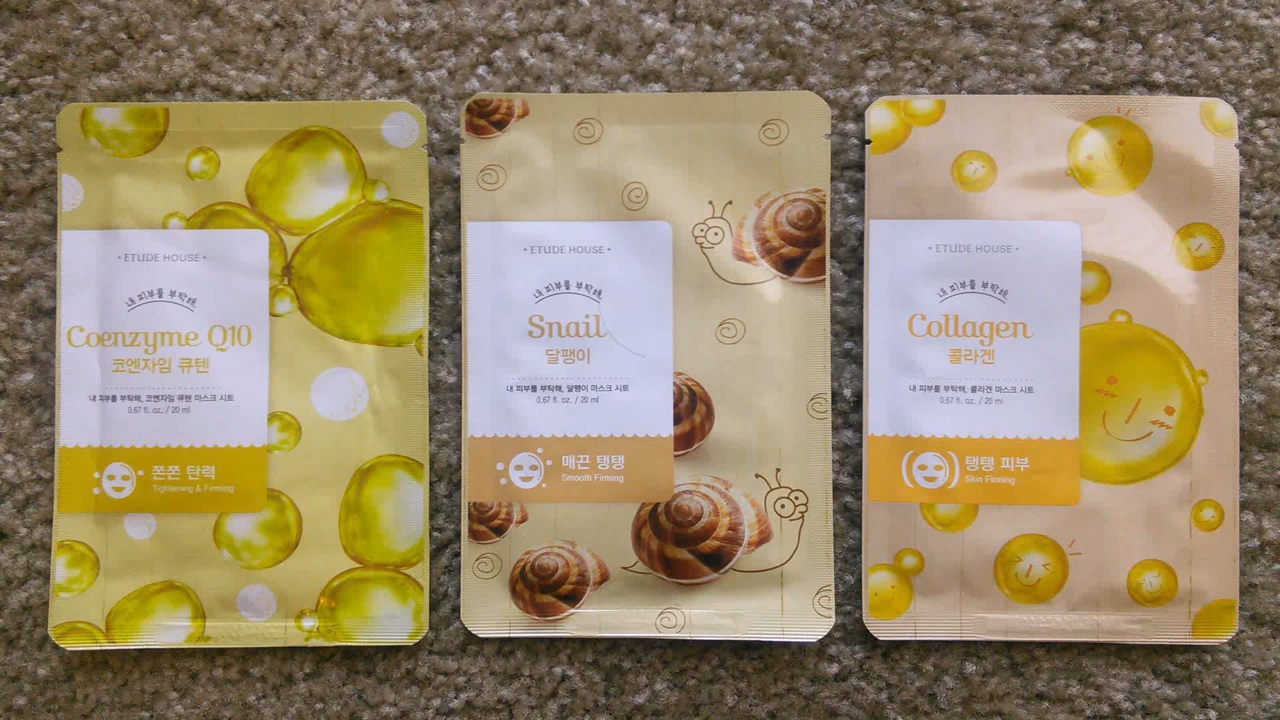 • ETUDE HOUSE •
내 피부를 부탁해.
Coenzyme Q10
코엔자임 큐텐
내 피부를 부탁해, 코엔자임 큐텐 마스크 시트
0.67 fl. oz. / 20 ml
쫀쫀 탄력
Tightening & Firming
• ETUDE HOUSE •
내 피부를 부탁해.
Snail
달팽이
내 피부를 부탁해, 달팽이 마스크 시트
0.67 fl. oz. / 20 ml
매끈 탱탱
Smooth Firming
• ETUDE HOUSE •
내 피부를 부탁해.
Collagen
콜라겐
내 피부를 부탁해, 콜라겐 마스크 시트
0.67 fl. oz. / 20 ml
탱탱 피부
Skin Firming